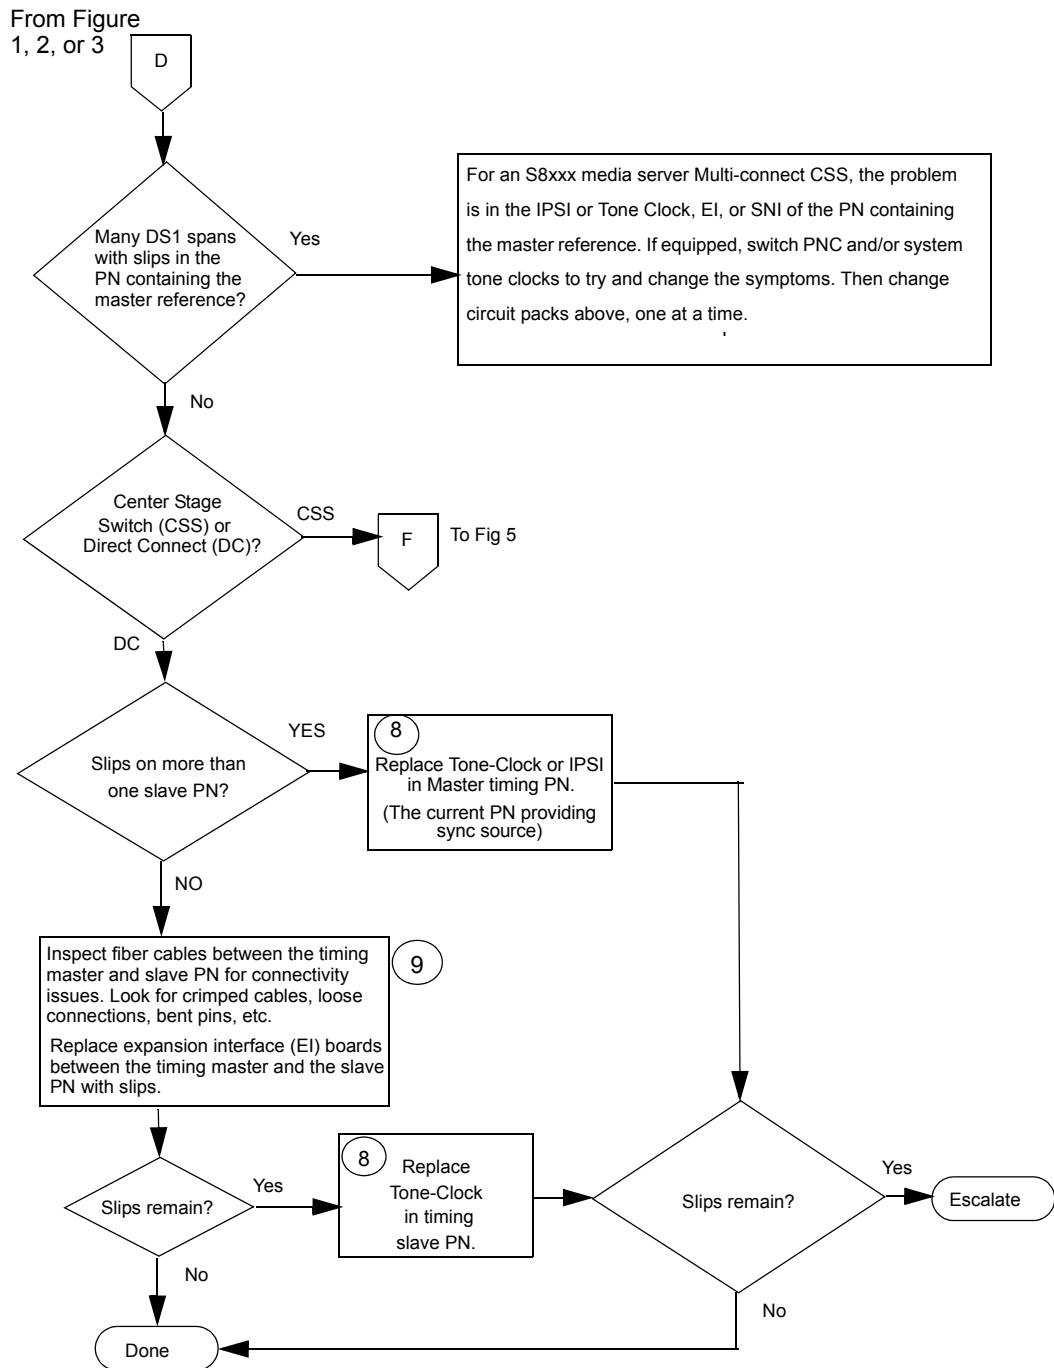 From Figure
1, 2, or 3
D
Many DS1 spans
with slips in the
PN containing the
master reference?
Yes
For an S8xxx media server Multi-connect CSS, the problem
is in the IPSI or Tone Clock, EI, or SNI of the PN containing
the master reference. If equipped, switch PNC and/or system
tone clocks to try and change the symptoms. Then change
circuit packs above, one at a time.
No
Center Stage
Switch (CSS) or
Direct Connect (DC)?
CSS
F
To Fig 5
DC
Slips on more than
one slave PN?
YES
8
Replace Tone-Clock or IPSI
in Master timing PN.
(The current PN providing
sync source)
NO
Inspect fiber cables between the timing
master and slave PN for connectivity
issues. Look for crimped cables, loose
connections, bent pins, etc.
Replace expansion interface (EI) boards
between the timing master and the slave
PN with slips.
9
Slips remain?
Yes
8
Replace
Tone-Clock
in timing
slave PN.
Slips remain?
Yes
Escalate
No
No
Done